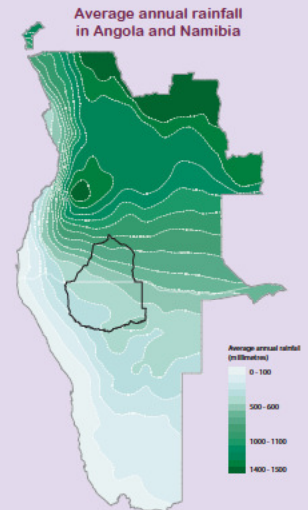 Average annual rainfall
in Angola and Namibia
Average annual rainfall
(millimetres)
0 - 100
500 - 600
1000 - 1100
1400 - 1500